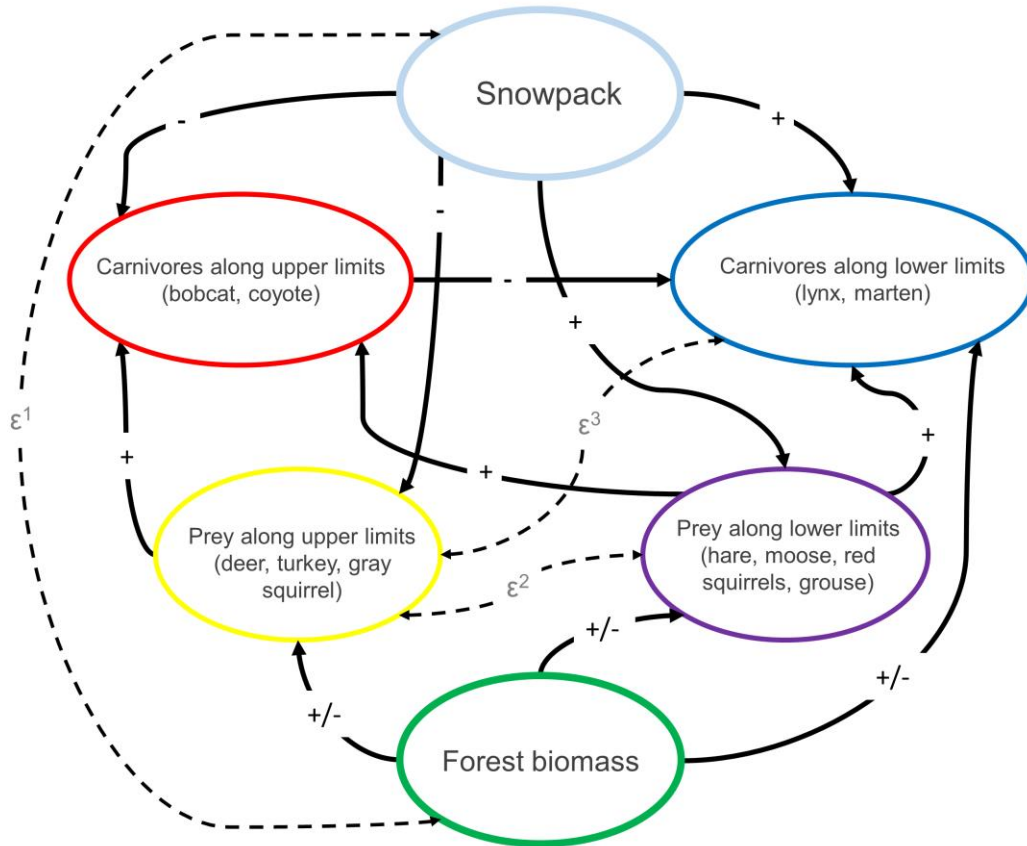 Snowpack
-
+
-
Carnivores along upper limits
(bobcat, coyote)
-
Carnivores along lower limits
(lynx, marten)
+
ε1
ε3
+
+
+
Prey along upper limits
(deer, turkey, gray
squirrel)
Prey along lower limits
(hare, moose, red
squirrels, grouse)
ε2
+/-
+/-
+/-
Forest biomass